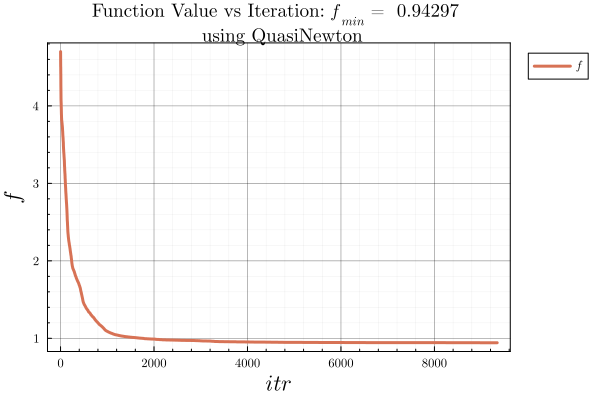 Function Value vs Iteration: f_min = 0.94297
using QuasiNewton
f
4
3
2
1
f
0 2000 4000 6000 8000
itr